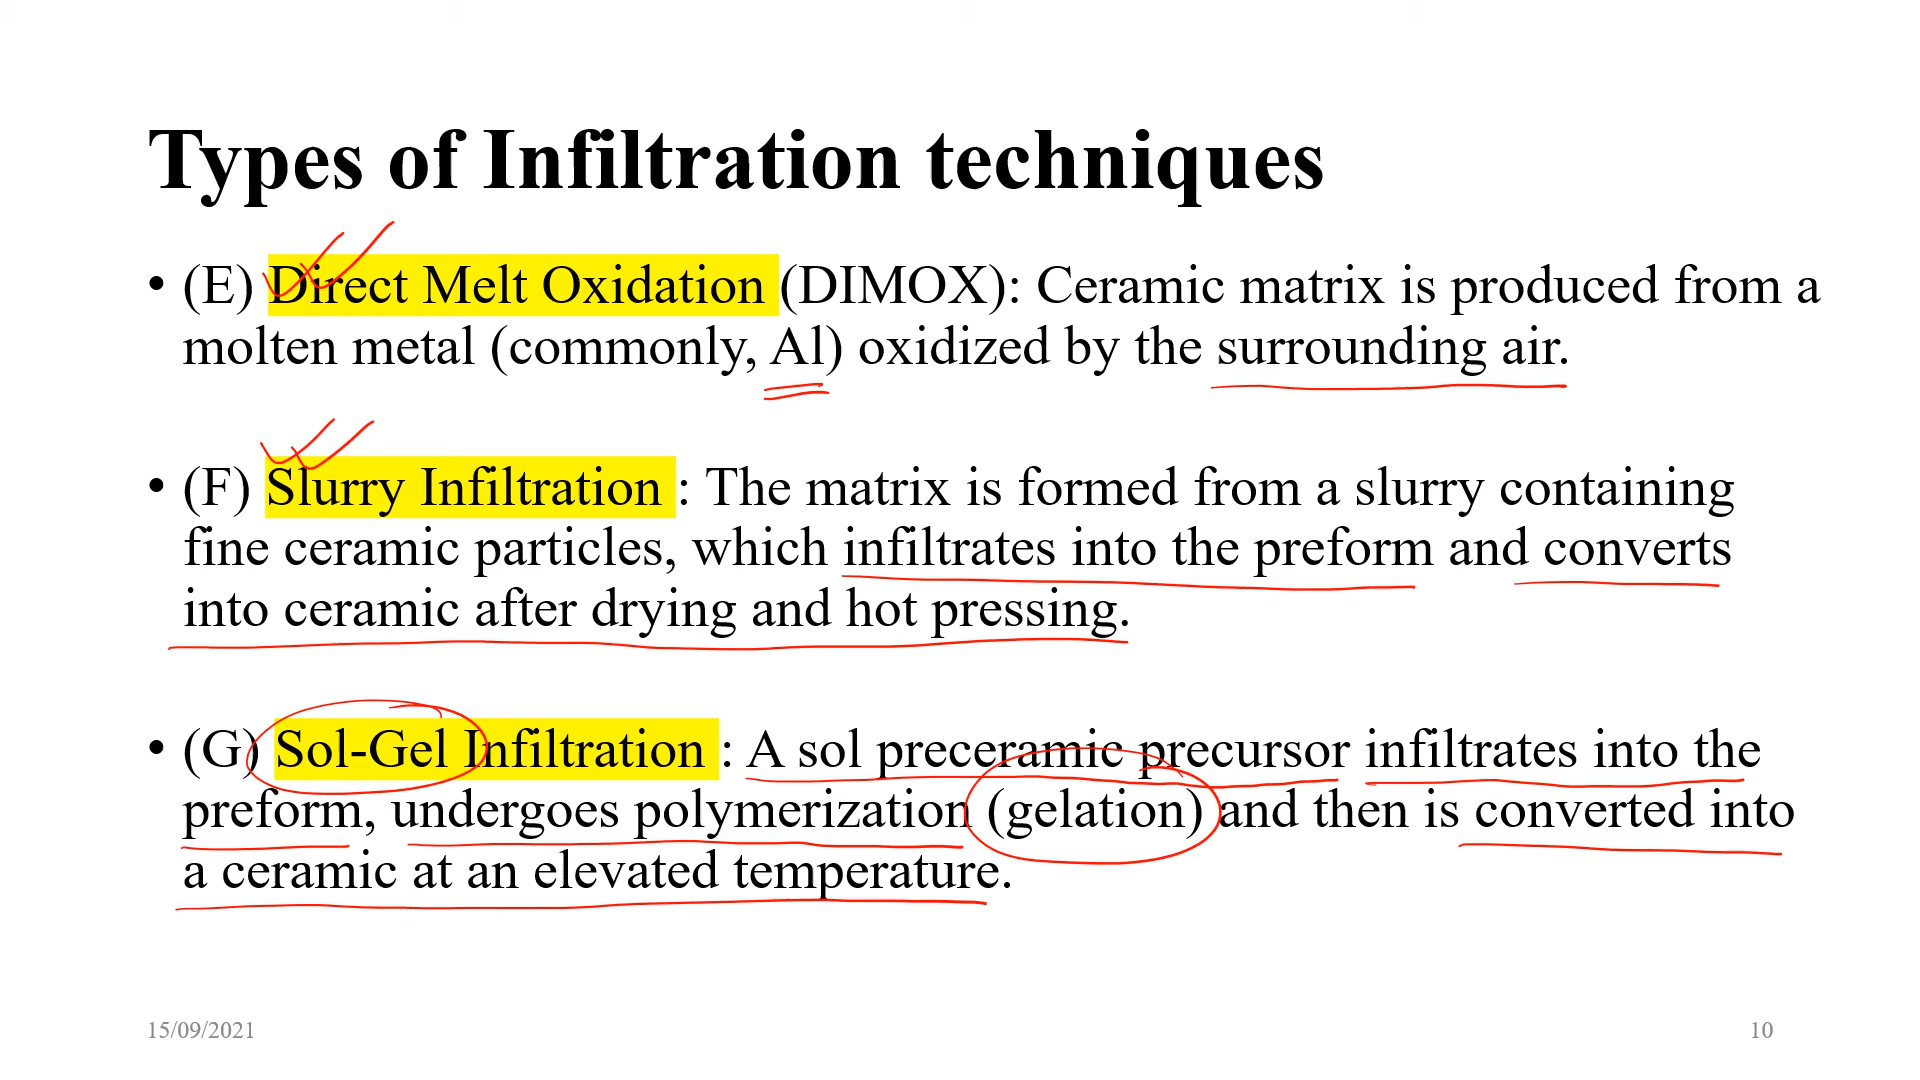 Types of Infiltration techniques
• (E) Direct Melt Oxidation (DIMOX): Ceramic matrix is produced from a
molten metal (commonly, Al) oxidized by the surrounding air.
• (F) Slurry Infiltration : The matrix is formed from a slurry containing
fine ceramic particles, which infiltrates into the preform and converts
into ceramic after drying and hot pressing.
• (G) Sol-Gel Infiltration : A sol preceramic precursor infiltrates into the
preform, undergoes polymerization (gelation) and then is converted into
a ceramic at an elevated temperature.
15/09/2021
10